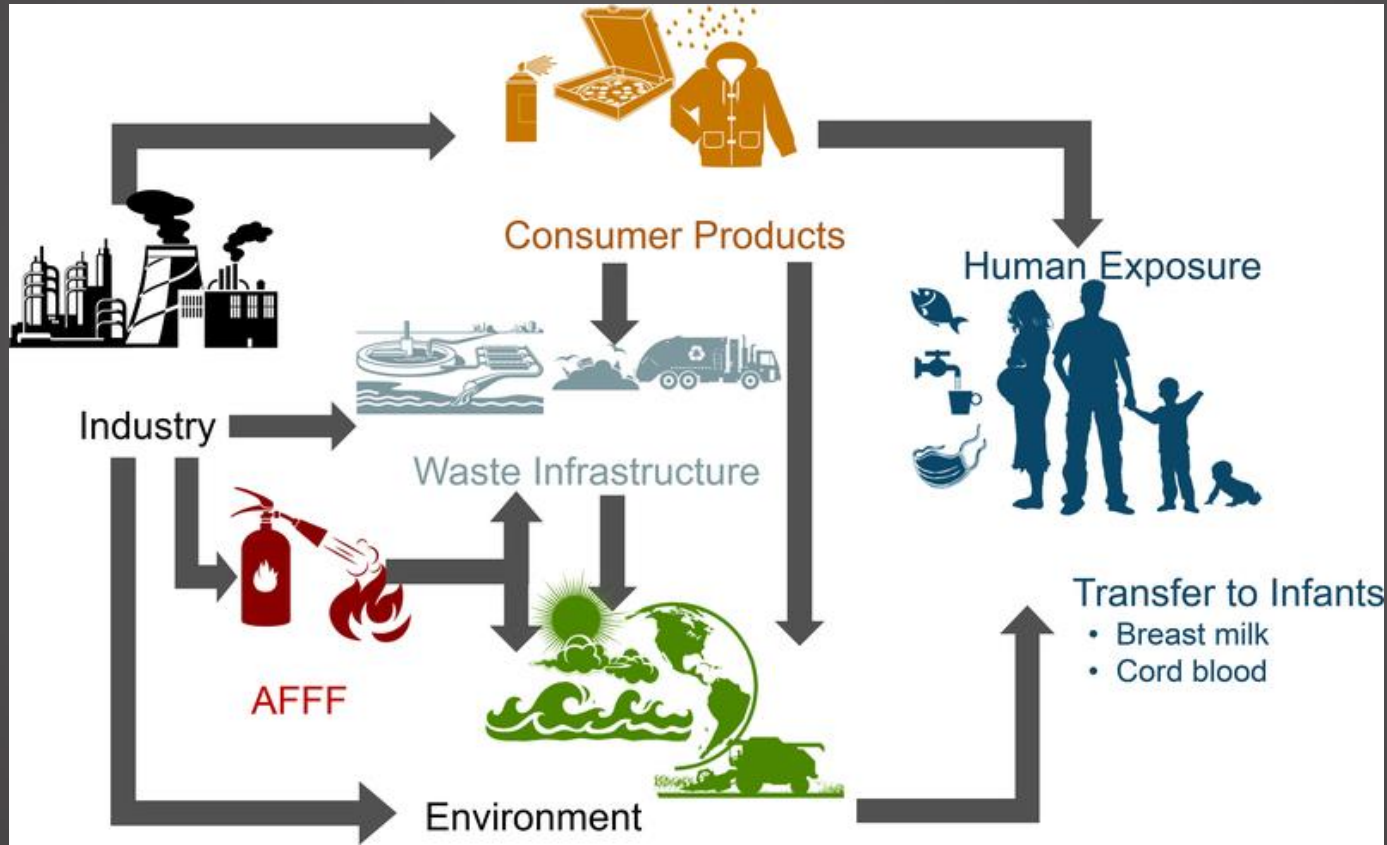 Consumer Products
Human Exposure
Industry
Waste Infrastructure
AFFF
Transfer to Infants
• Breast milk
• Cord blood
Environment